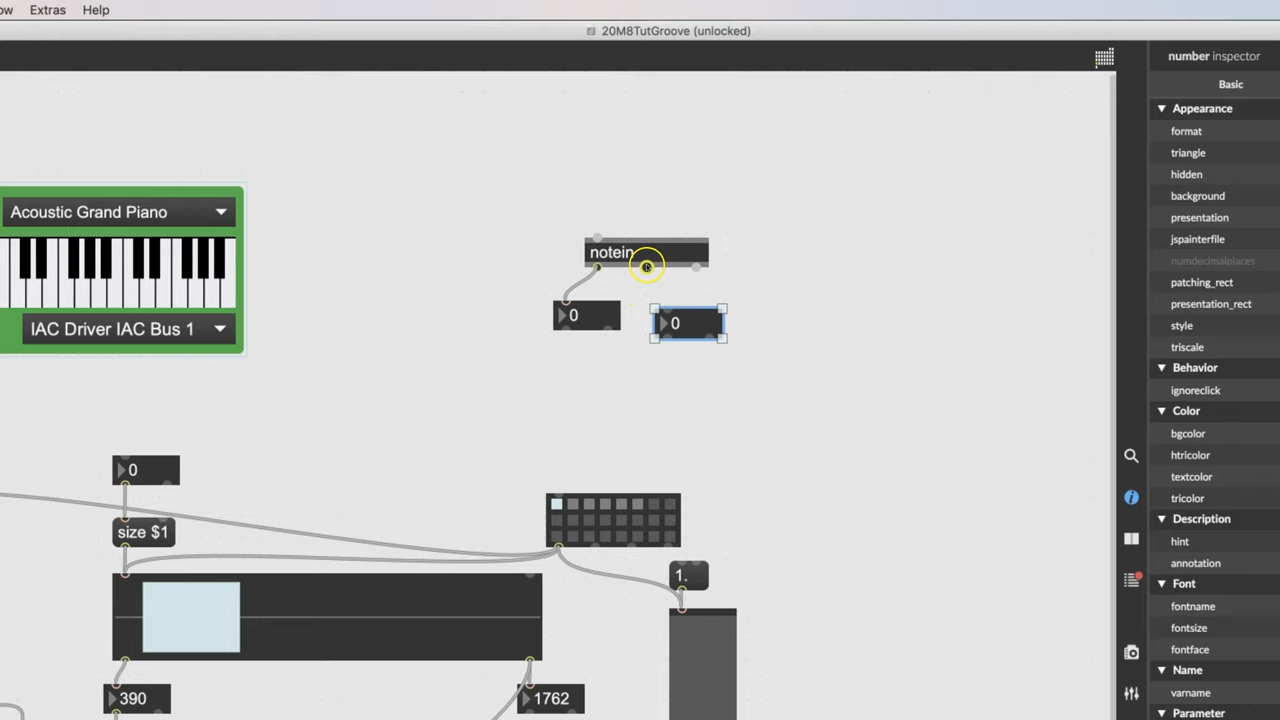 ow Extras Help
20M8TutGroove (unlocked)
number inspector
Basic
Appearance
format
triangle
hidden
background
presentation
jspainterfile
numdecimalplaces
patching_rect
presentation_rect
style
triscale
Behavior
ignoreclick
Color
bgcolor
htricolor
textcolor
tricolor
Description
hint
annotation
Font
fontname
fontsize
fontface
Name
varname
Parameter
Acoustic Grand Piano
IAC Driver IAC Bus 1
notein
0
0
0
size $1
1.
390
1762